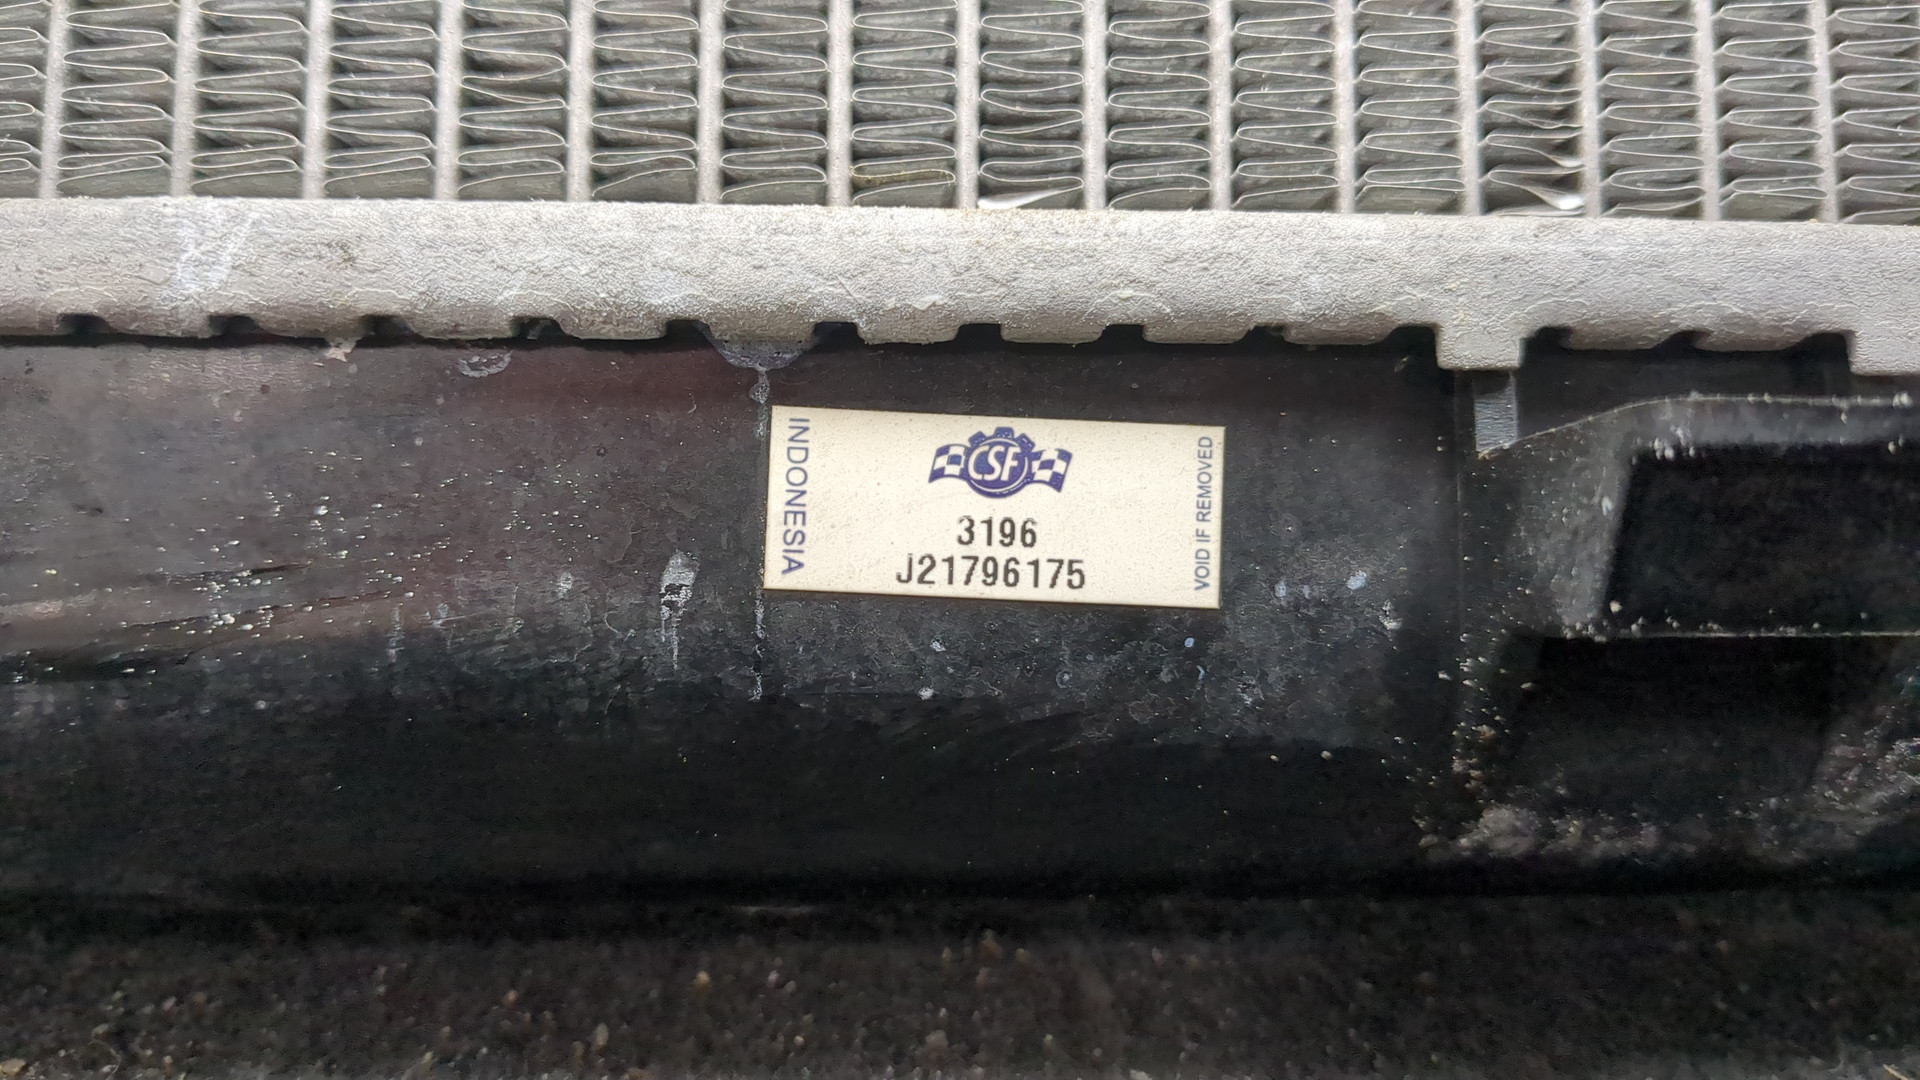 INDONESIA
CSF
3196
J21796175
VOID IF REMOVED